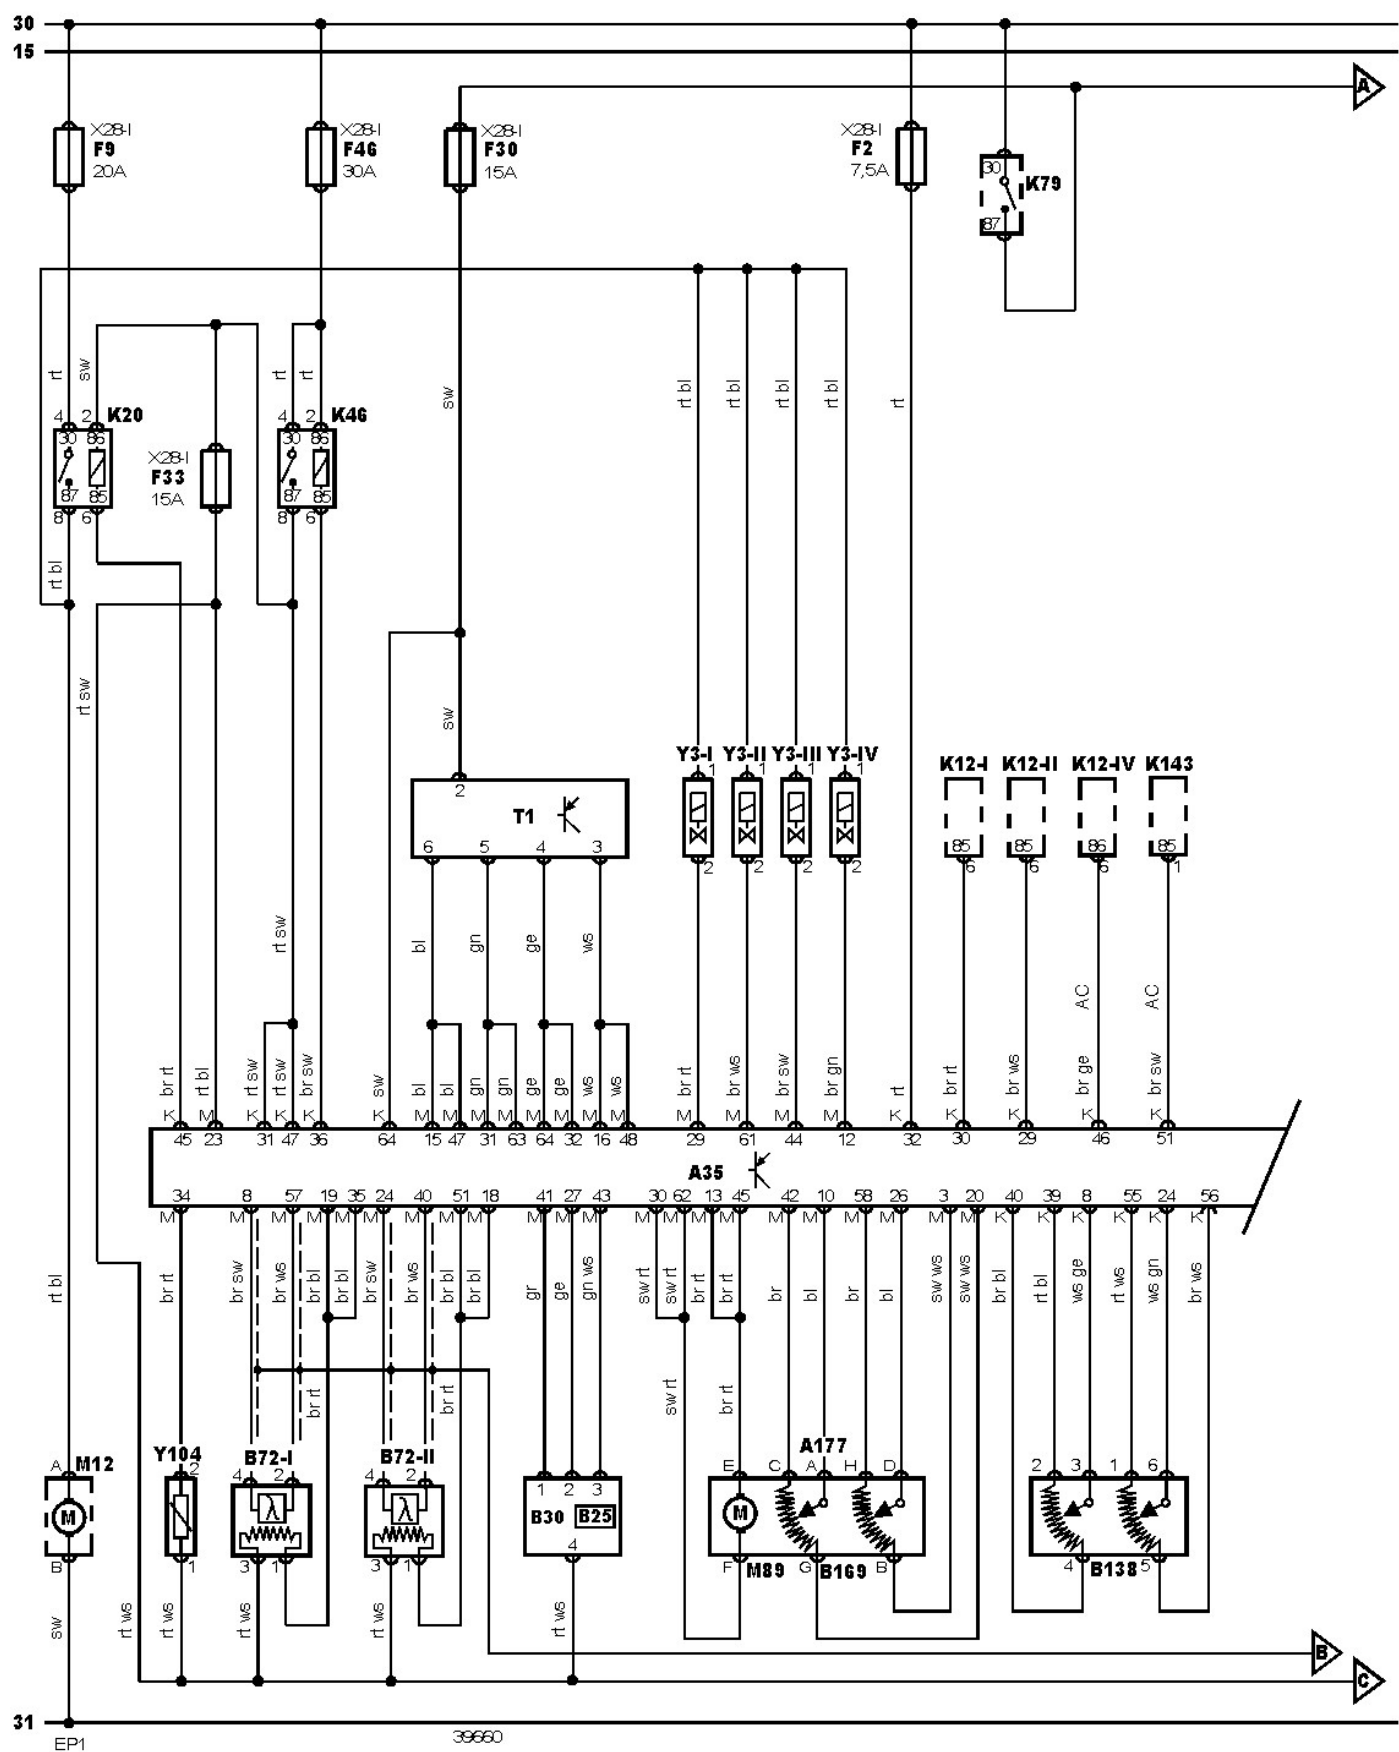 30
15
A
X28-I X28-I X28-I X28-I
F9 F46 F30 F2
20A 30A 15A 7,5A
30 K79
87
rt sw rt rt sw rt bl rt bl rt bl rt bl rt
4 2 K20 4 2 K46
30 86 30 86
X28-I
F33
15A
87 85 87 85
8 6 8 6
rt bl
rt sw
sw
Y3-I Y3-II Y3-III Y3-IV K12-I K12-II K12-IV K143
1 1 1 1
2
T1
6 5 4 3
85 85 86 85
2 2 2 2 6 6 6 1
rt sw bl gn ge ws
AC AC
br rt rt bl rt sw rt sw br sw sw bl bl gn gn ge ge ws ws br rt br ws br sw br gn rt br rt br ws br ge br sw
K M K K K K M M M M M M M M M M M M K K K K K
45 23 31 47 36 64 15 47 31 63 64 32 16 48 29 61 44 12 32 30 29 46 51
A35
34 8 57 19 35 24 40 51 18 41 27 43 30 62 13 45 42 10 58 26 3 20 40 39 8 55 24 56
M M M M M M M M M M M M M M M M M M M M M M K K K K K K
rt bl br rt br sw br ws br bl br bl br sw br ws br bl br bl gr ge gn ws sw rt sw rt br rt br rt br bl br bl sw ws sw ws br bl rt bl ws ge rt ws ws gn br ws
br rt br rt sw rt br rt
A M12 Y104 B72-I B72-II A177
2 4 2 4 2 E C A H D 2 3 1 6
1 2 3
M λ λ B30 B25 M
4
B 1 3 1 3 1 F M89 G B169 B 4 B138 5
sw rt ws rt ws rt ws rt ws rt ws
B
C
31
EP1 39660